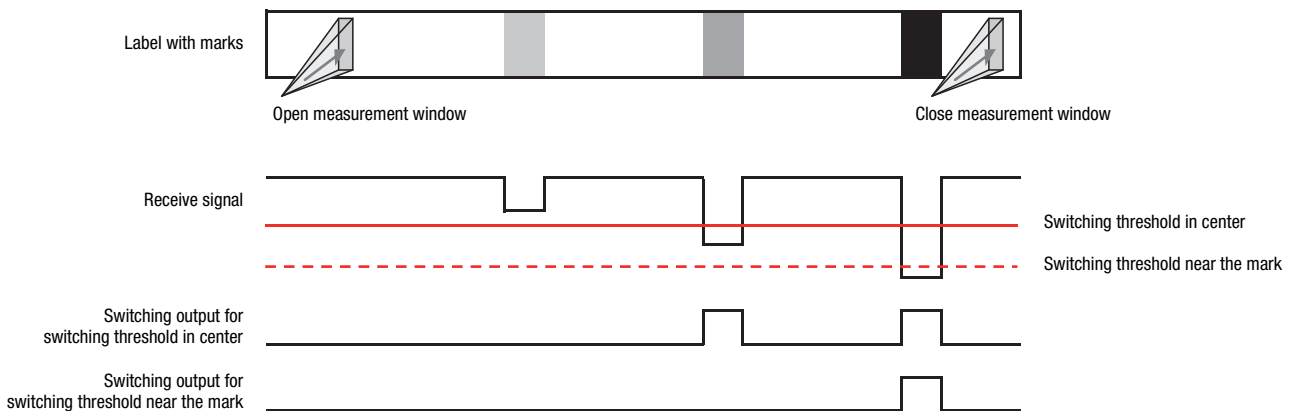 Label with marks
Open measurement window
Close measurement window
Receive signal
Switching threshold in center
Switching threshold near the mark
Switching output for
switching threshold in center
Switching output for
switching threshold near the mark